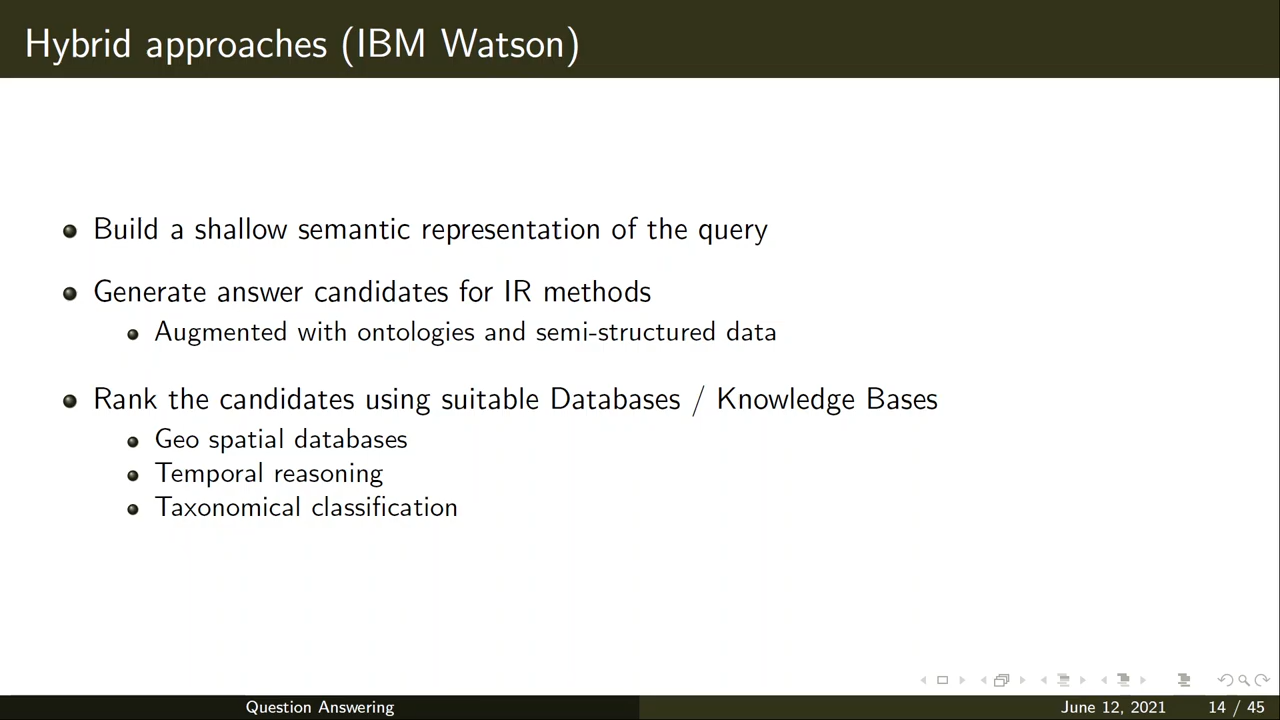 Hybrid approaches (IBM Watson)
Build a shallow semantic representation of the query
Generate answer candidates for IR methods
Augmented with ontologies and semi-structured data
Rank the candidates using suitable Databases / Knowledge Bases
Geo spatial databases
Temporal reasoning
Taxonomical classification
Question Answering
June 12, 2021
14 / 45